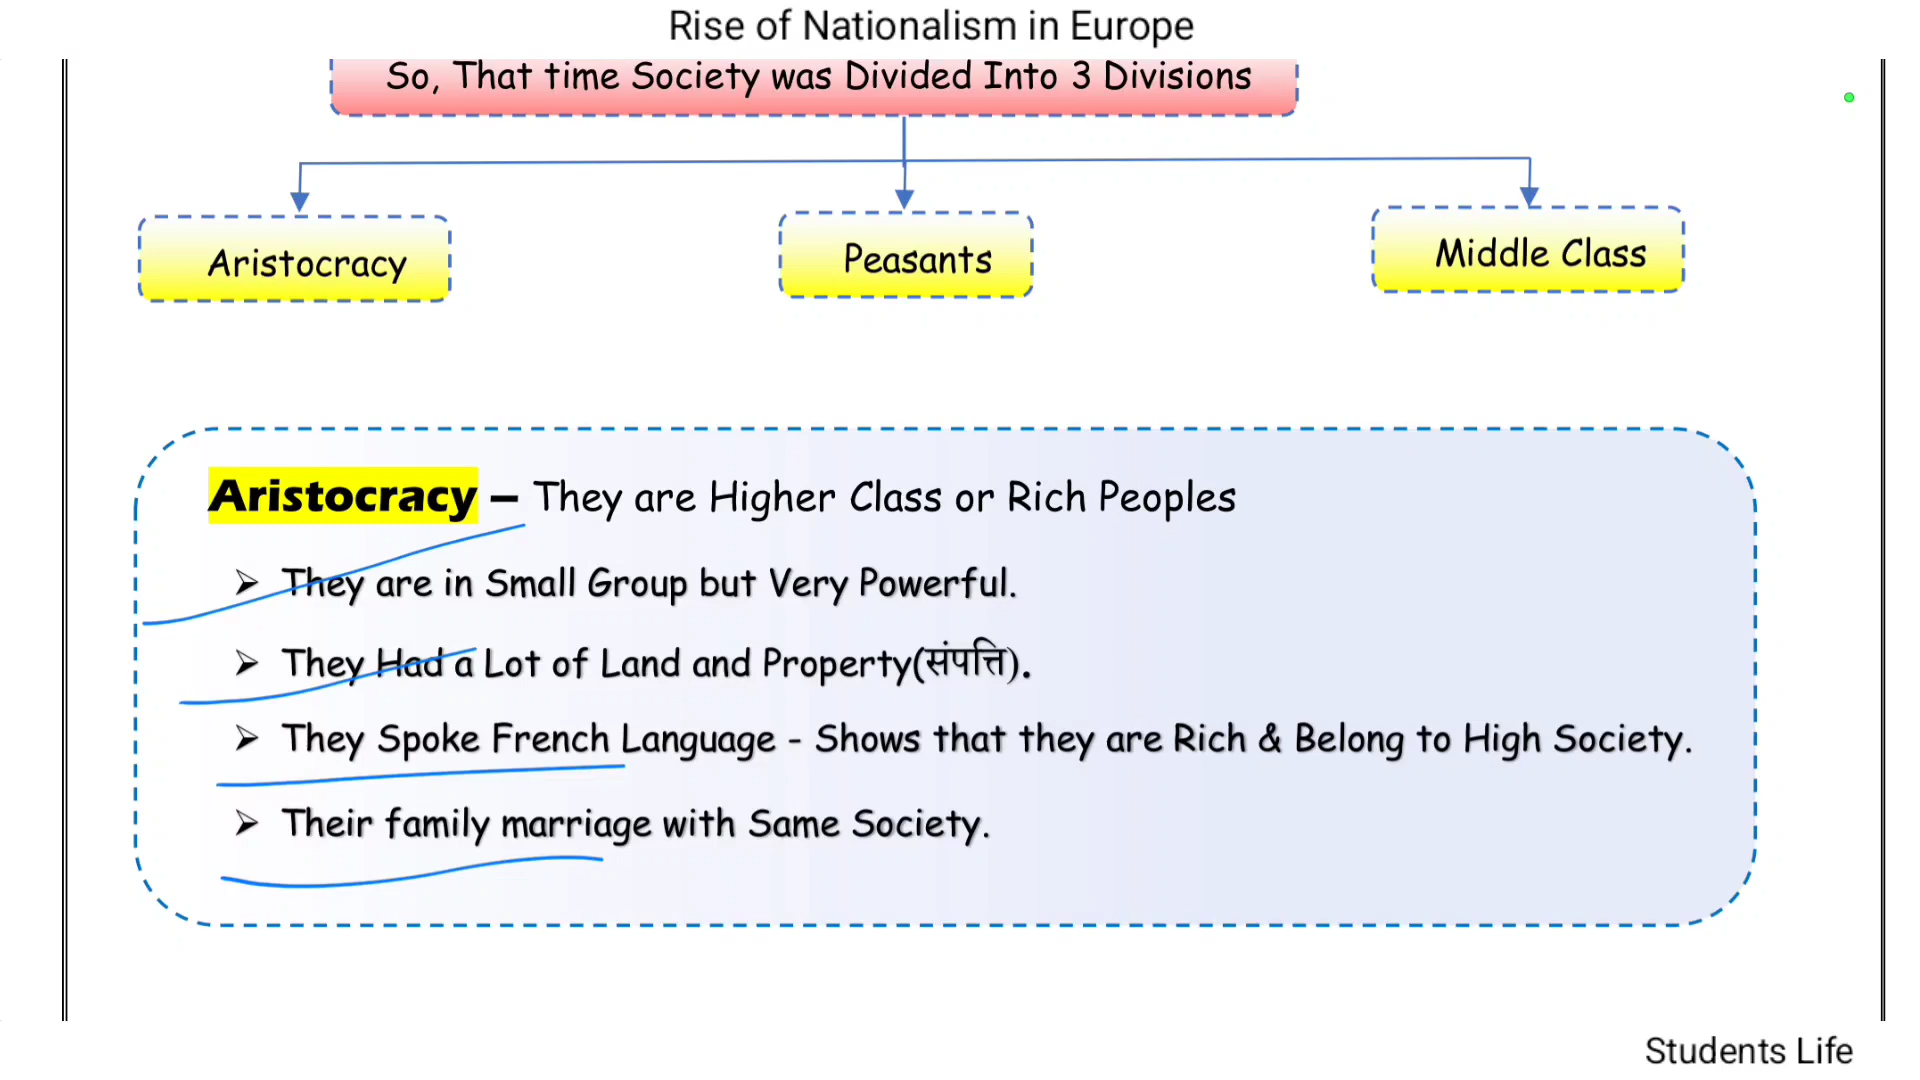 Rise of Nationalism in Europe
So, That time Society was Divided Into 3 Divisions
Aristocracy
Peasants
Middle Class
Aristocracy – They are Higher Class or Rich Peoples
➢ They are in Small Group but Very Powerful.
➢ They Had a Lot of Land and Property(संपत्ति).
➢ They Spoke French Language - Shows that they are Rich & Belong to High Society.
➢ Their family marriage with Same Society.
Students Life